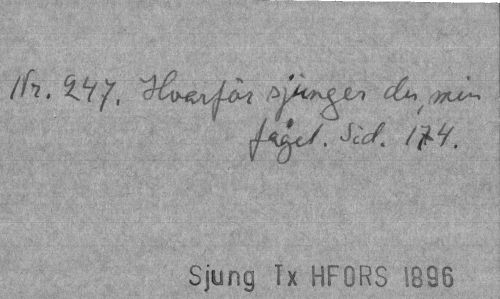 Nr. 247. Hvarför sjunger du, min
fågel. Sid. 174.
Sjung Tx HFORS 1896